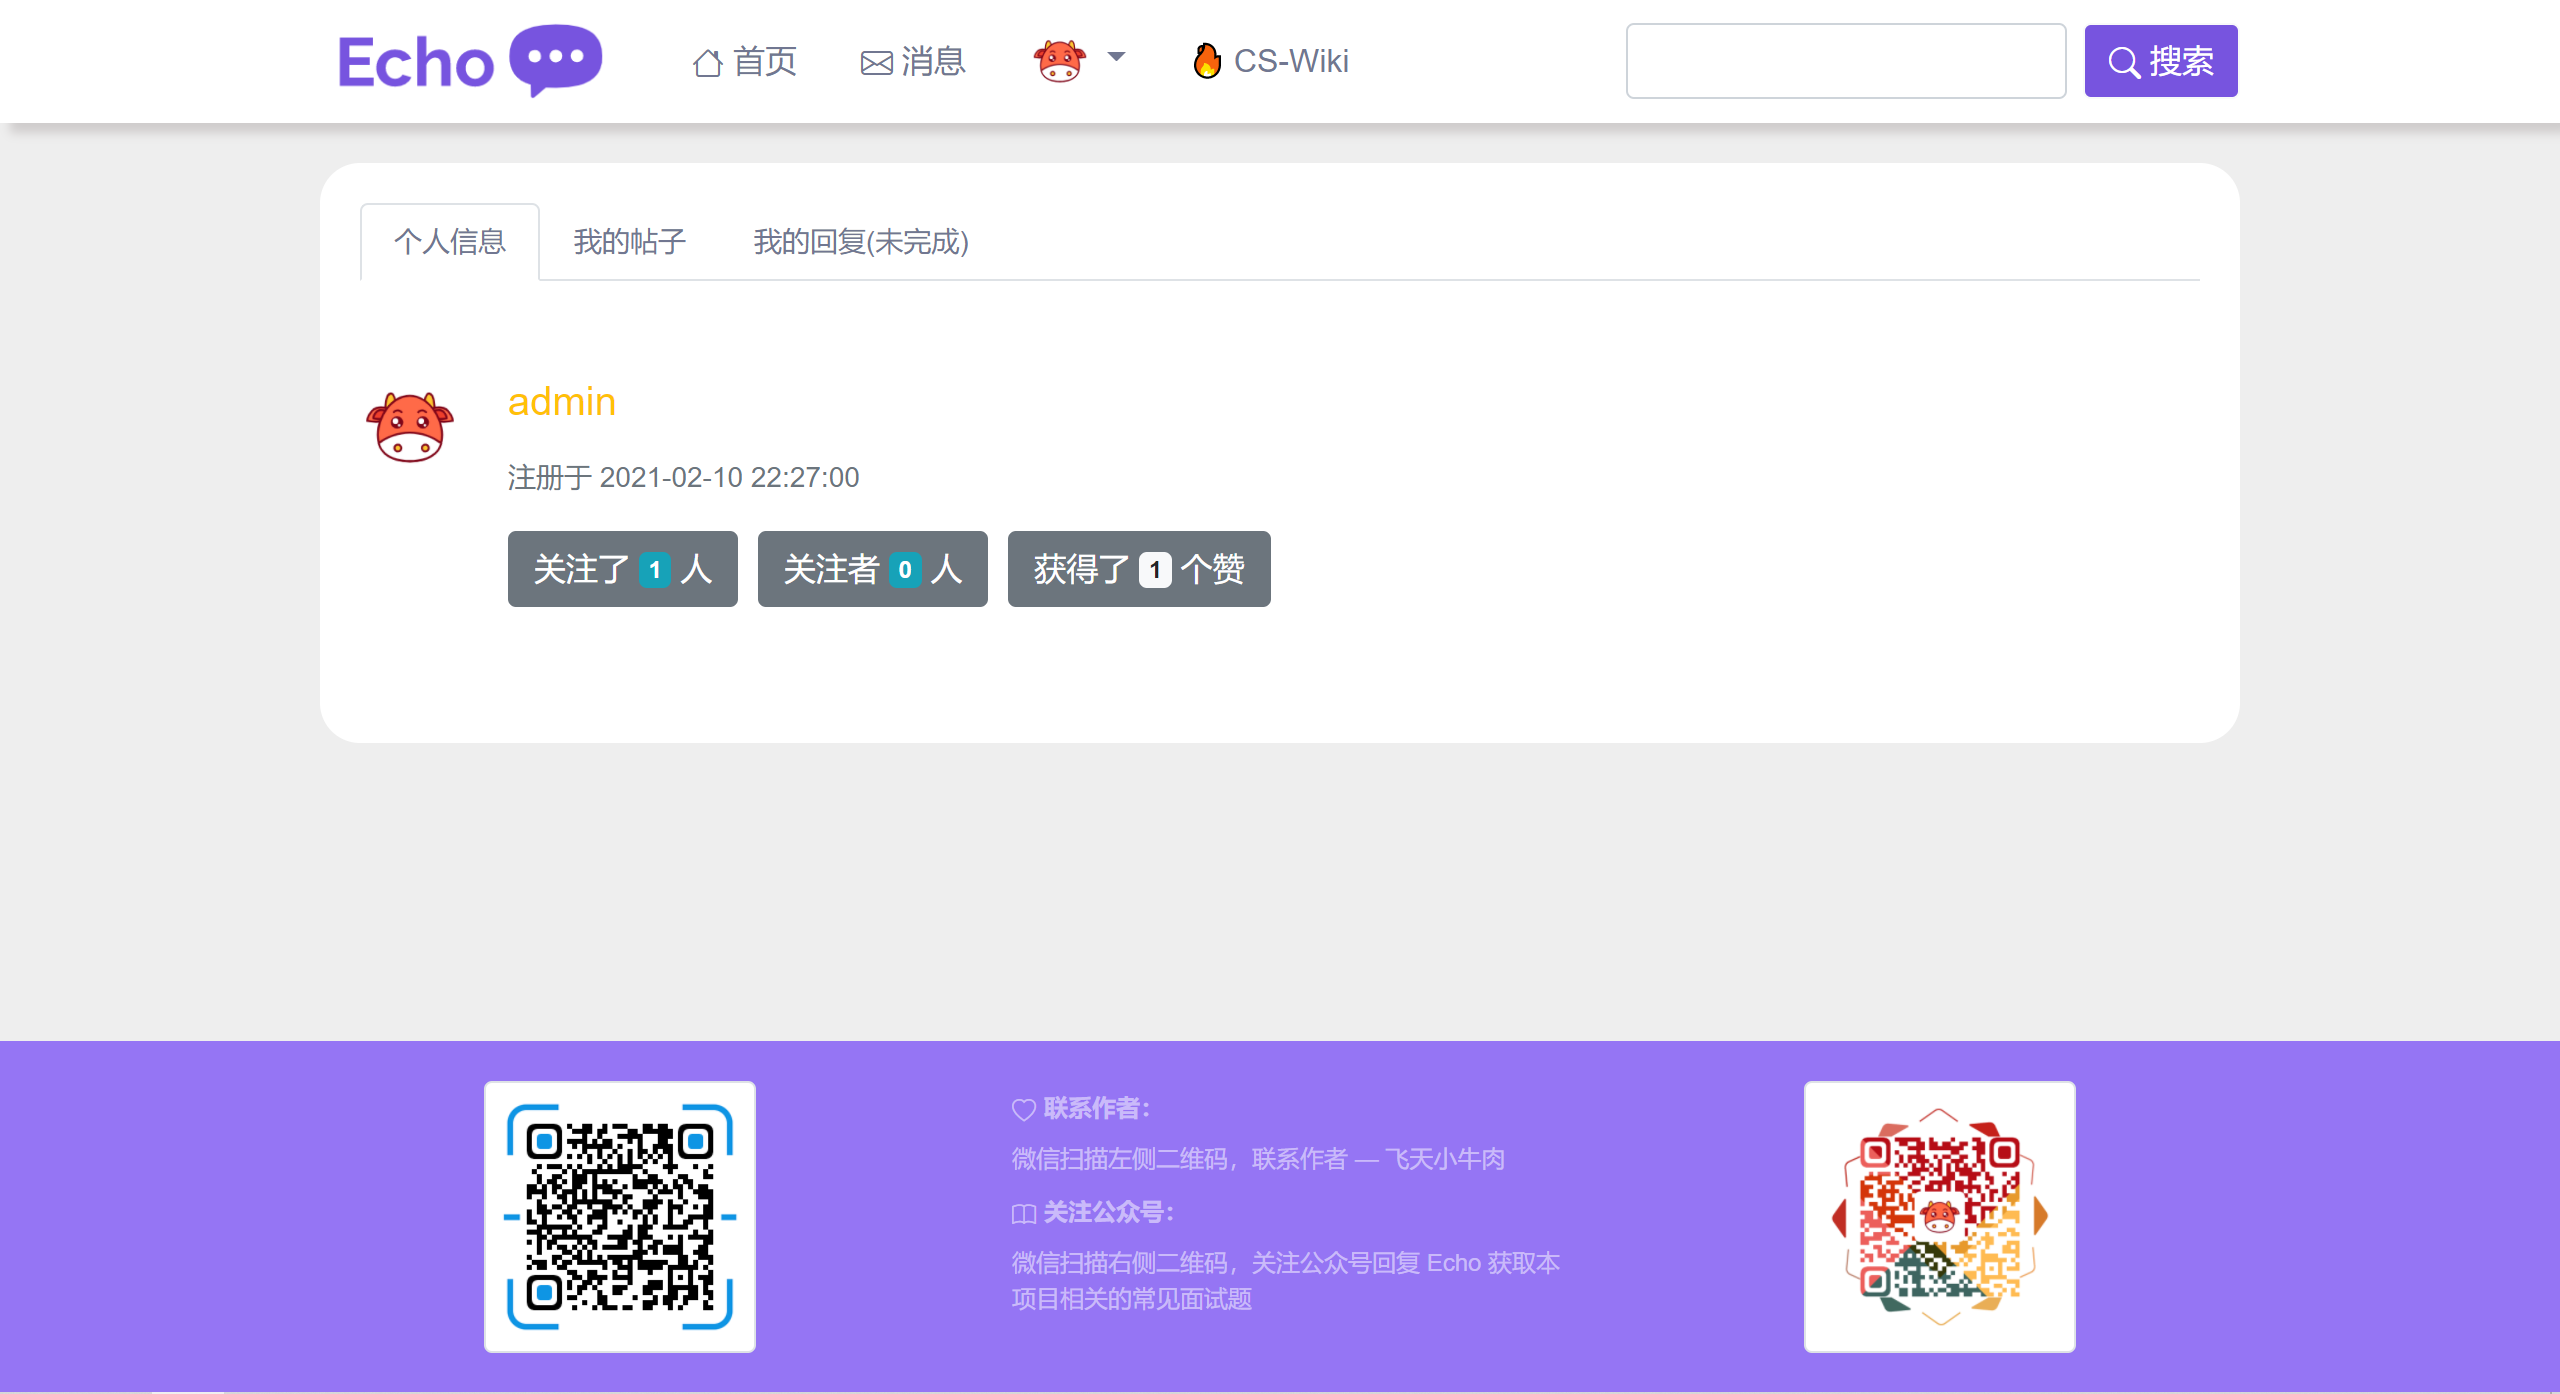 Echo
首页
消息
CS-Wiki
搜索
个人信息
我的帖子
我的回复(未完成)
admin
注册于 2021-02-10 22:27:00
关注了 1 人
关注者 0 人
获得了 1 个赞
联系作者：
微信扫描左侧二维码，联系作者 — 飞天小牛肉
关注公众号：
微信扫描右侧二维码，关注公众号回复 Echo 获取本
项目相关的常见面试题